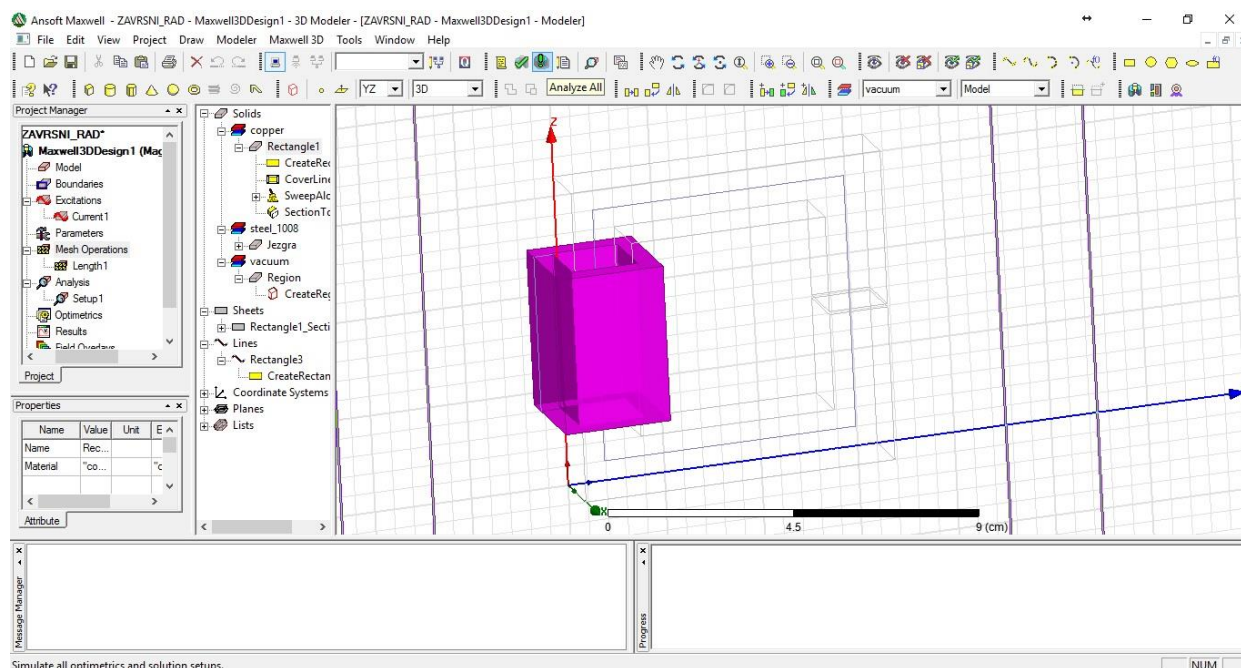 Ansoft Maxwell - ZAVRSNI_RAD - Maxwell3DDesign1 - 3D Modeler - [ZAVRSNI_RAD - Maxwell3DDesign1 - Modeler]
File Edit View Project Draw Modeler Maxwell 3D Tools Window Help
YZ 3D Analyze All vacuum Model
Project Manager
ZAVRSNI_RAD*
Maxwell3DDesign1 (Mag
Model
Boundaries
Excitations
Current1
Parameters
Mesh Operations
Length1
Analysis
Setup1
Optimetrics
Results
Field Overlays
Project
Properties
Name Value Unit E
Name Rec...
Material "co... "c
Attribute
Solids
copper
Rectangle1
CreateRec
CoverLine
SweepAlc
SectionTc
steel_1008
Jezgra
vacuum
Region
CreateReg
Sheets
Rectangle1_Secti
Lines
Rectangle3
CreateRectan
Coordinate Systems
Planes
Lists
Z
X
0 4.5 9 (cm)
Message Manager
Progress
Simulate all optimetrics and solution setups.
NUM